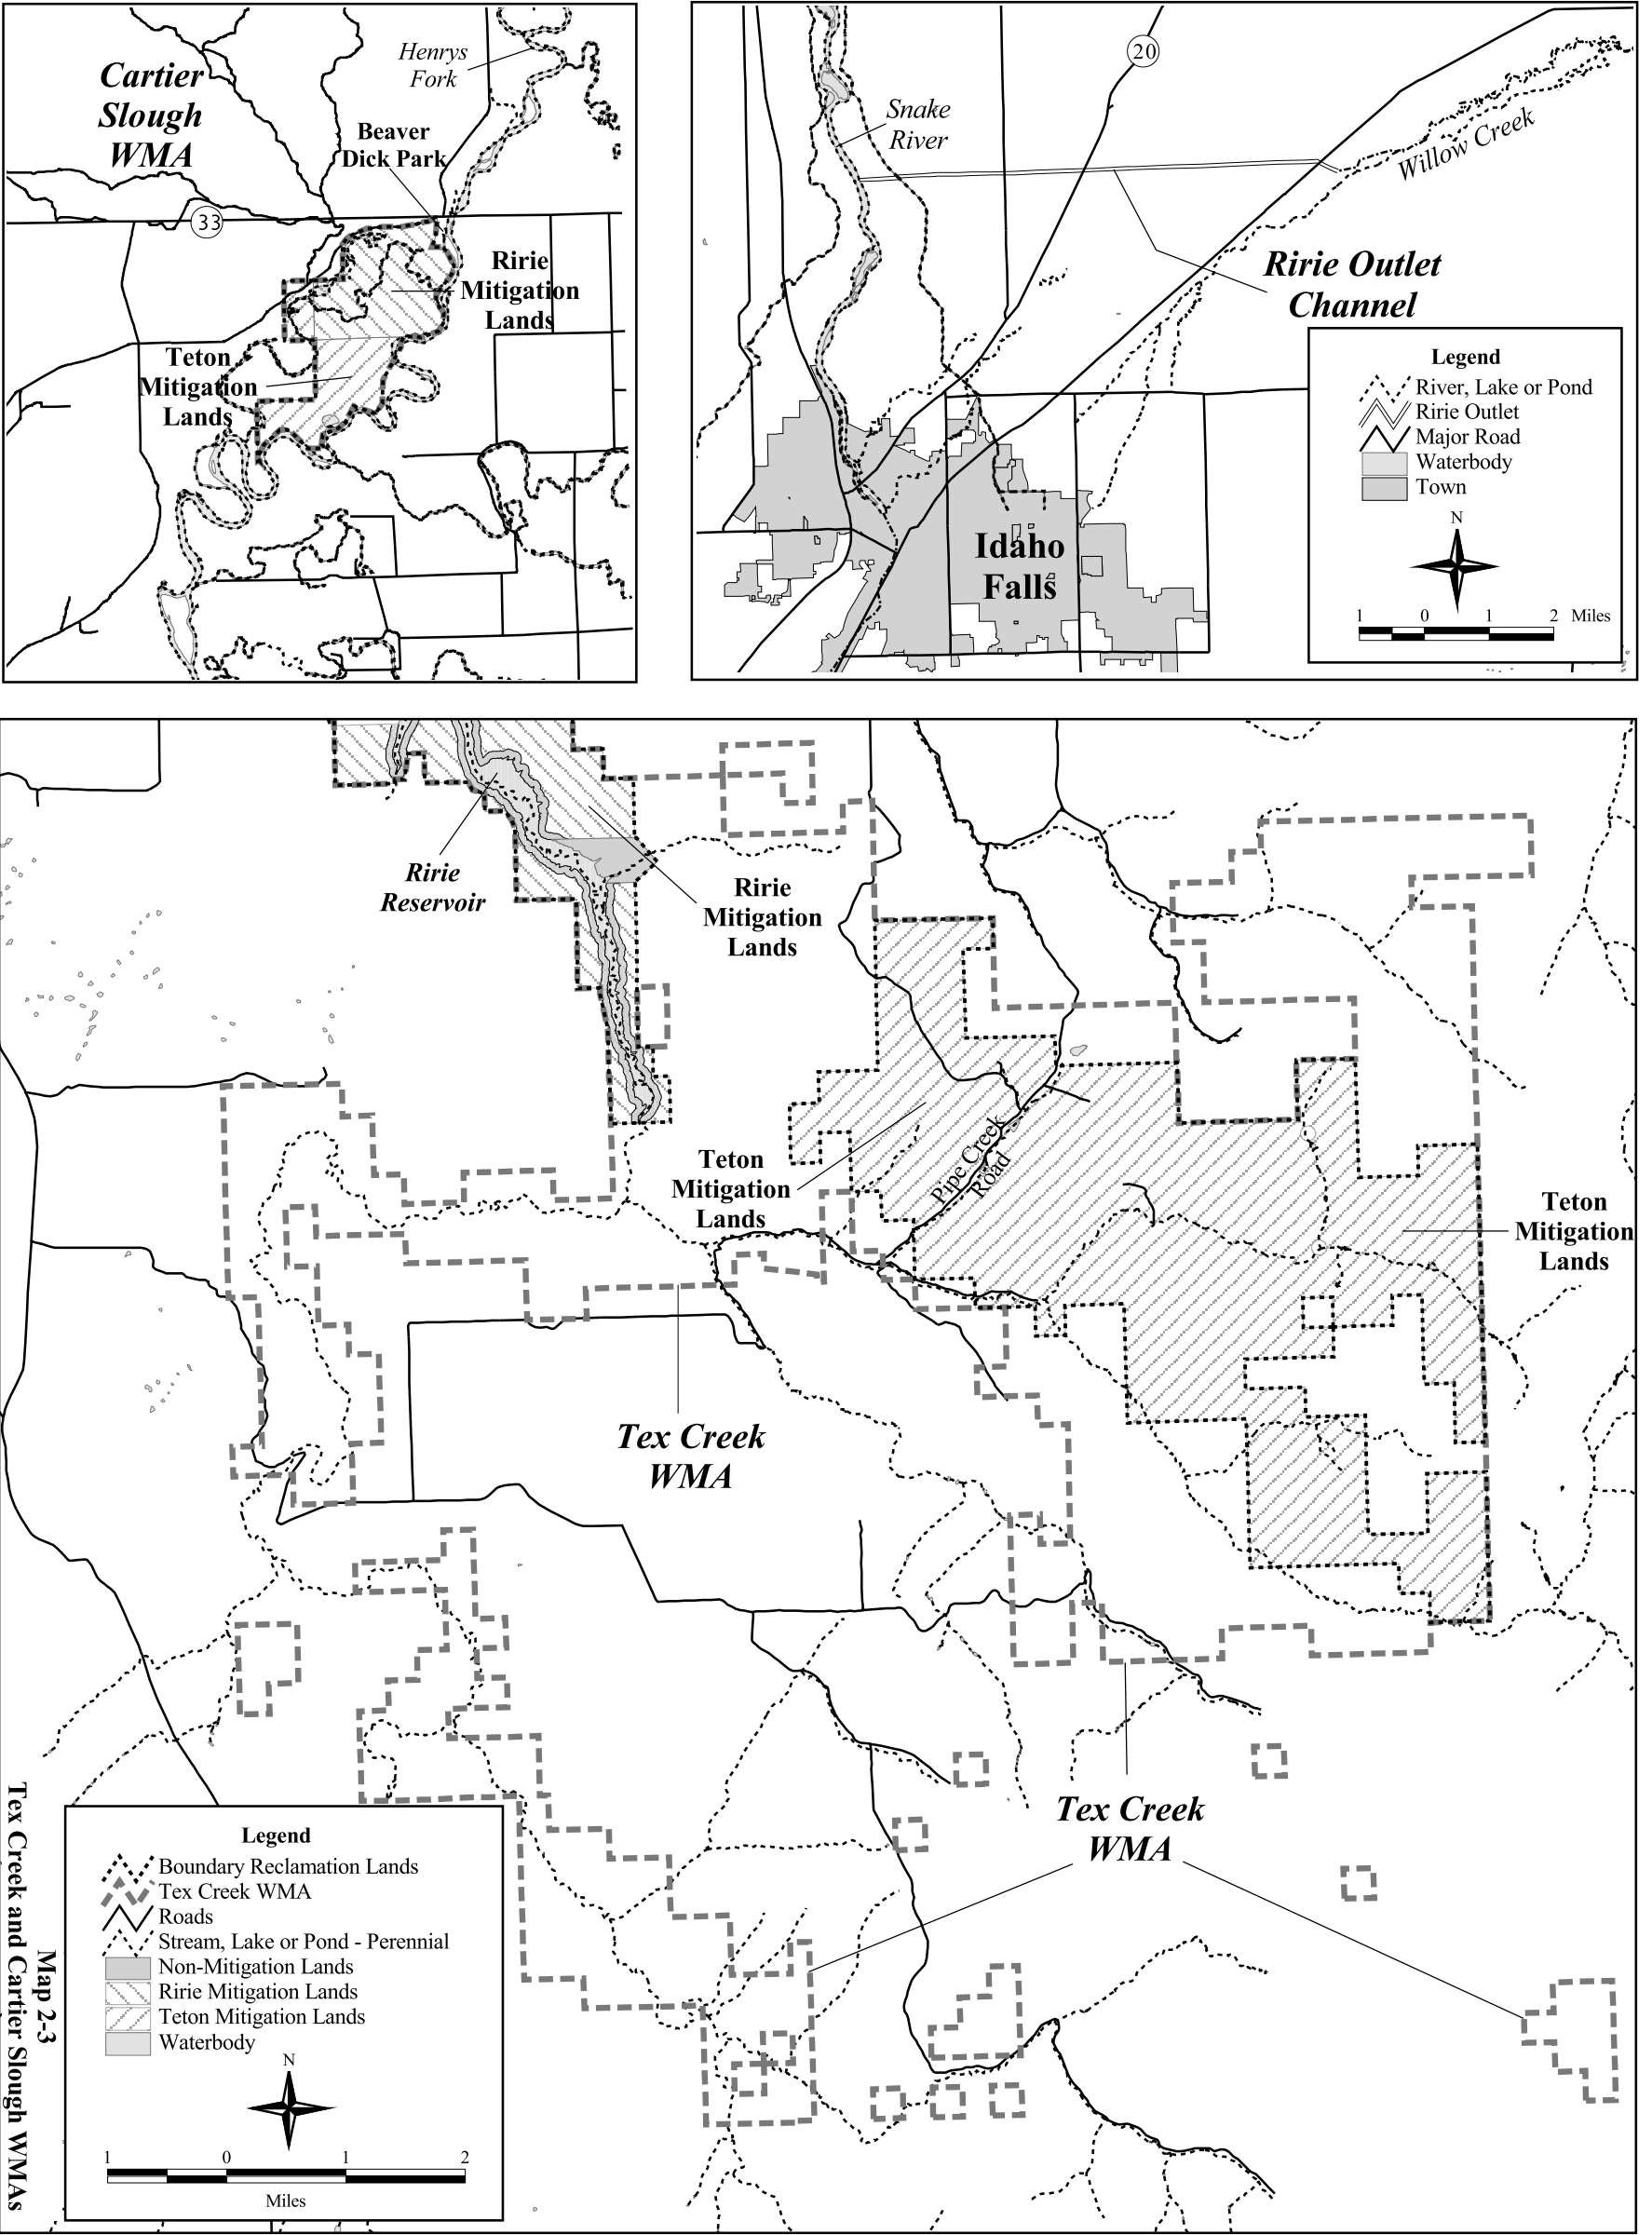 Cartier
Slough
WMA
Henrys
Fork
Beaver
Dick Park
33
Ririe
Mitigation
Lands
Teton
Mitigation
Lands
20
Snake
River
Willow Creek
Ririe Outlet
Channel
Idaho
Falls
Legend
River, Lake or Pond
Ririe Outlet
Major Road
Waterbody
Town
N
1 0 1 2 Miles
Ririe
Reservoir
Ririe
Mitigation
Lands
Teton
Mitigation
Lands
Pipe Creek
Road
Teton
Mitigation
Lands
Tex Creek
WMA
Tex Creek
WMA
Legend
Boundary Reclamation Lands
Tex Creek WMA
Roads
Stream, Lake or Pond - Perennial
Non-Mitigation Lands
Ririe Mitigation Lands
Teton Mitigation Lands
Waterbody
N
1 0 1 2
Miles
Map 2-3
Tex Creek and Cartier Slough WMAs